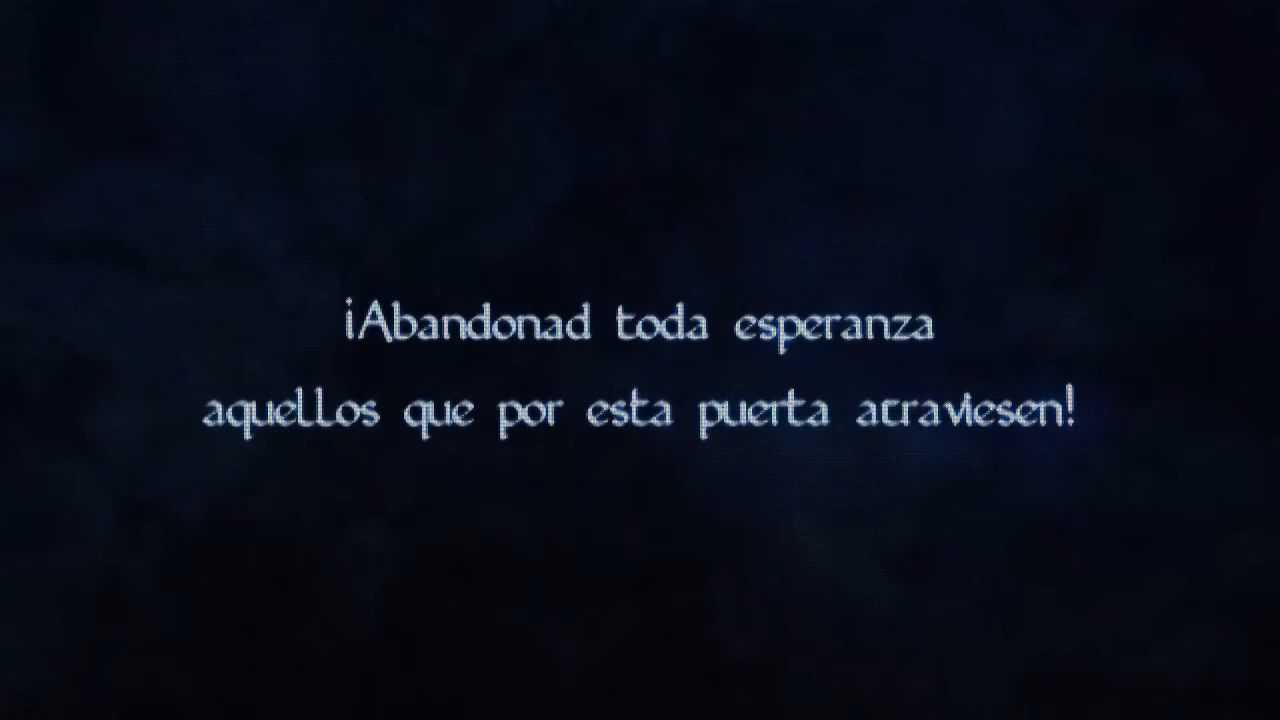 ¡Abandonad toda esperanza
aquellos que por esta puerta atraviesen!